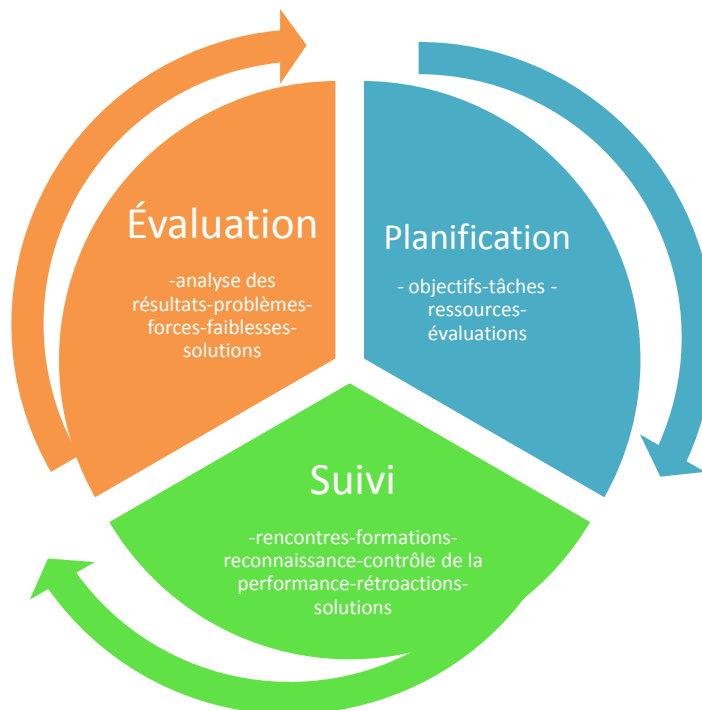 Évaluation
-analyse des
résultats-problèmes-
forces-faiblesses-
solutions
Planification
- objectifs-tâches -
ressources-
évaluations
Suivi
-rencontres-formations-
reconnaissance-contrôle de la
performance-rétroactions-
solutions